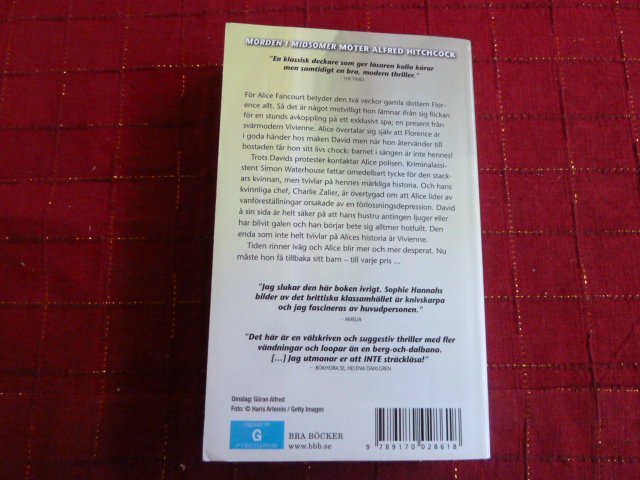 MORDEN I MIDSOMER MÖTER ALFRED HITCHCOCK
"En klassisk deckare som ger läsaren kalla kårar
men samtidigt en bra, modern thriller."
- THE TIMES
För Alice Fancourt betyder den två veckor gamla dottern Flor-
ence allt. Så det är något motvilligt hon lämnar ifrån sig flickan
för en stunds avkoppling på ett exklusivt spa; en present från
svärmodern Vivienne. Alice övertalar sig själv att Florence är
i goda händer hos maken David men när hon återvänder till
bostaden får hon sitt livs chock: barnet i sängen är inte hennes!
Trots Davids protester kontaktar Alice polisen. Kriminalassi-
stent Simon Waterhouse fattar omedelbart tycke för den stack-
ars kvinnan, men tvivlar på hennes märkliga historia. Och hans
kvinnliga chef, Charlie Zalier, är övertygad om att Alice lider av
vanföreställningar orsakade av en förlossningsdepression. David
å sin sida är helt säker på att hans hustru antingen ljuger eller
har blivit galen och han börjar bete sig alltmer hotfullt. Den
enda som inte helt tvivlar på Alices historia är Vivienne.
Tiden rinner iväg och Alice blir mer och mer desperat. Nu
måste hon få tillbaka sitt barn – till varje pris ...
"Jag slukar den här boken ivrigt. Sophie Hannahs
bilder av det brittiska klassamhället är knivskarpa
och jag fascineras av huvudpersonen."
- AMELIA
"Det här är en välskriven och suggestiv thriller med fler
vändningar och loopar än en berg-och-dalbana.
[...] Jag utmanar er att INTE sträckläsa!"
– BOKHORA.SE, HELENA DAHLGREN
Omslag: Göran Alfred
Foto: © Haris Artemis / Getty Images
G
BRA BÖCKER
www.bbb.se
9 789170 028618